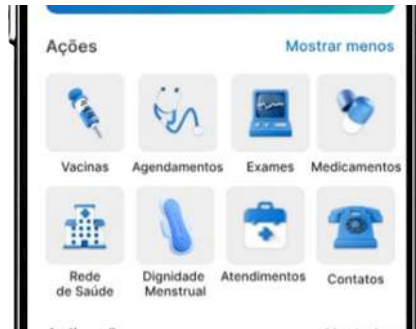 Ações
Mostrar menos
Vacinas
Agendamentos
Exames
Medicamentos
Rede
de Saúde
Dignidade
Menstrual
Atendimentos
Contatos